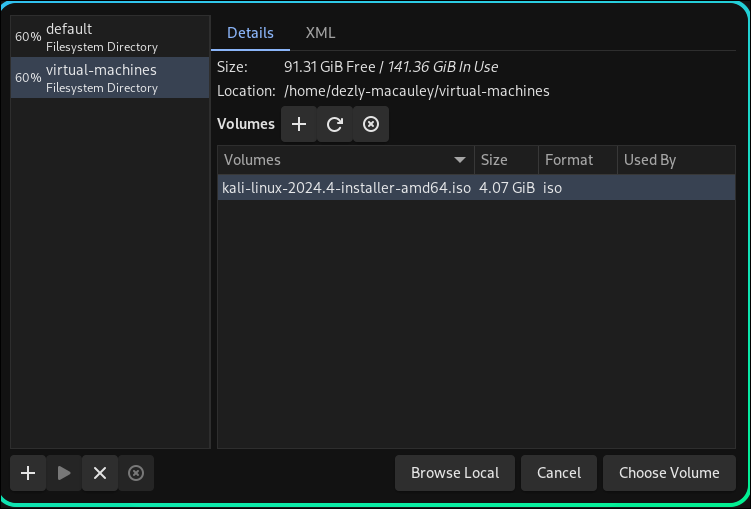 60% default
Filesystem Directory
60% virtual-machines
Filesystem Directory
Details XML
Size: 91.31 GiB Free / 141.36 GiB In Use
Location: /home/dezly-macauley/virtual-machines
Volumes
Volumes Size Format Used By
kali-linux-2024.4-installer-amd64.iso 4.07 GiB iso
Browse Local Cancel Choose Volume